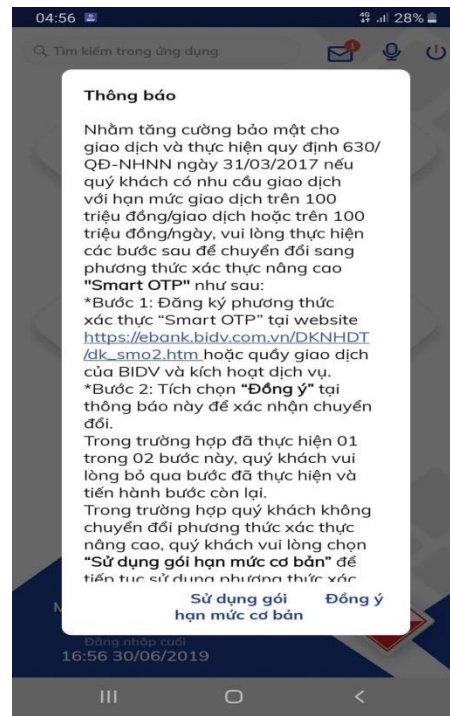 04:56
4G
28%
Tìm kiếm trong ứng dụng
1
Thông báo
Nhằm tăng cường bảo mật cho
giao dịch và thực hiện quy định 630/
QĐ-NHNN ngày 31/03/2017 nếu
quý khách có nhu cầu giao dịch
với hạn mức giao dịch trên 100
triệu đồng/giao dịch hoặc trên 100
triệu đồng/ngày, vui lòng thực hiện
các bước sau để chuyển đổi sang
phương thức xác thực nâng cao
"Smart OTP" như sau:
*Bước 1: Đăng ký phương thức
xác thực “Smart OTP” tại website
https://ebank.bidv.com.vn/DKNHDT
/dk_smo2.htm hoặc quầy giao dịch
của BIDV và kích hoạt dịch vụ.
*Bước 2: Tích chọn “Đồng ý” tại
thông báo này để xác nhận chuyển
đổi.
Trong trường hợp đã thực hiện 01
trong 02 bước này, quý khách vui
lòng bỏ qua bước đã thực hiện và
tiến hành bước còn lại.
Trong trường hợp quý khách không
chuyển đổi phương thức xác thực
nâng cao, quý khách vui lòng chọn
“Sử dụng gói hạn mức cơ bản” để
tiếp tục sử dụng phương thức xác
Sử dụng gói
hạn mức cơ bản
Đồng ý
Đăng nhập cuối
16:56 30/06/2019